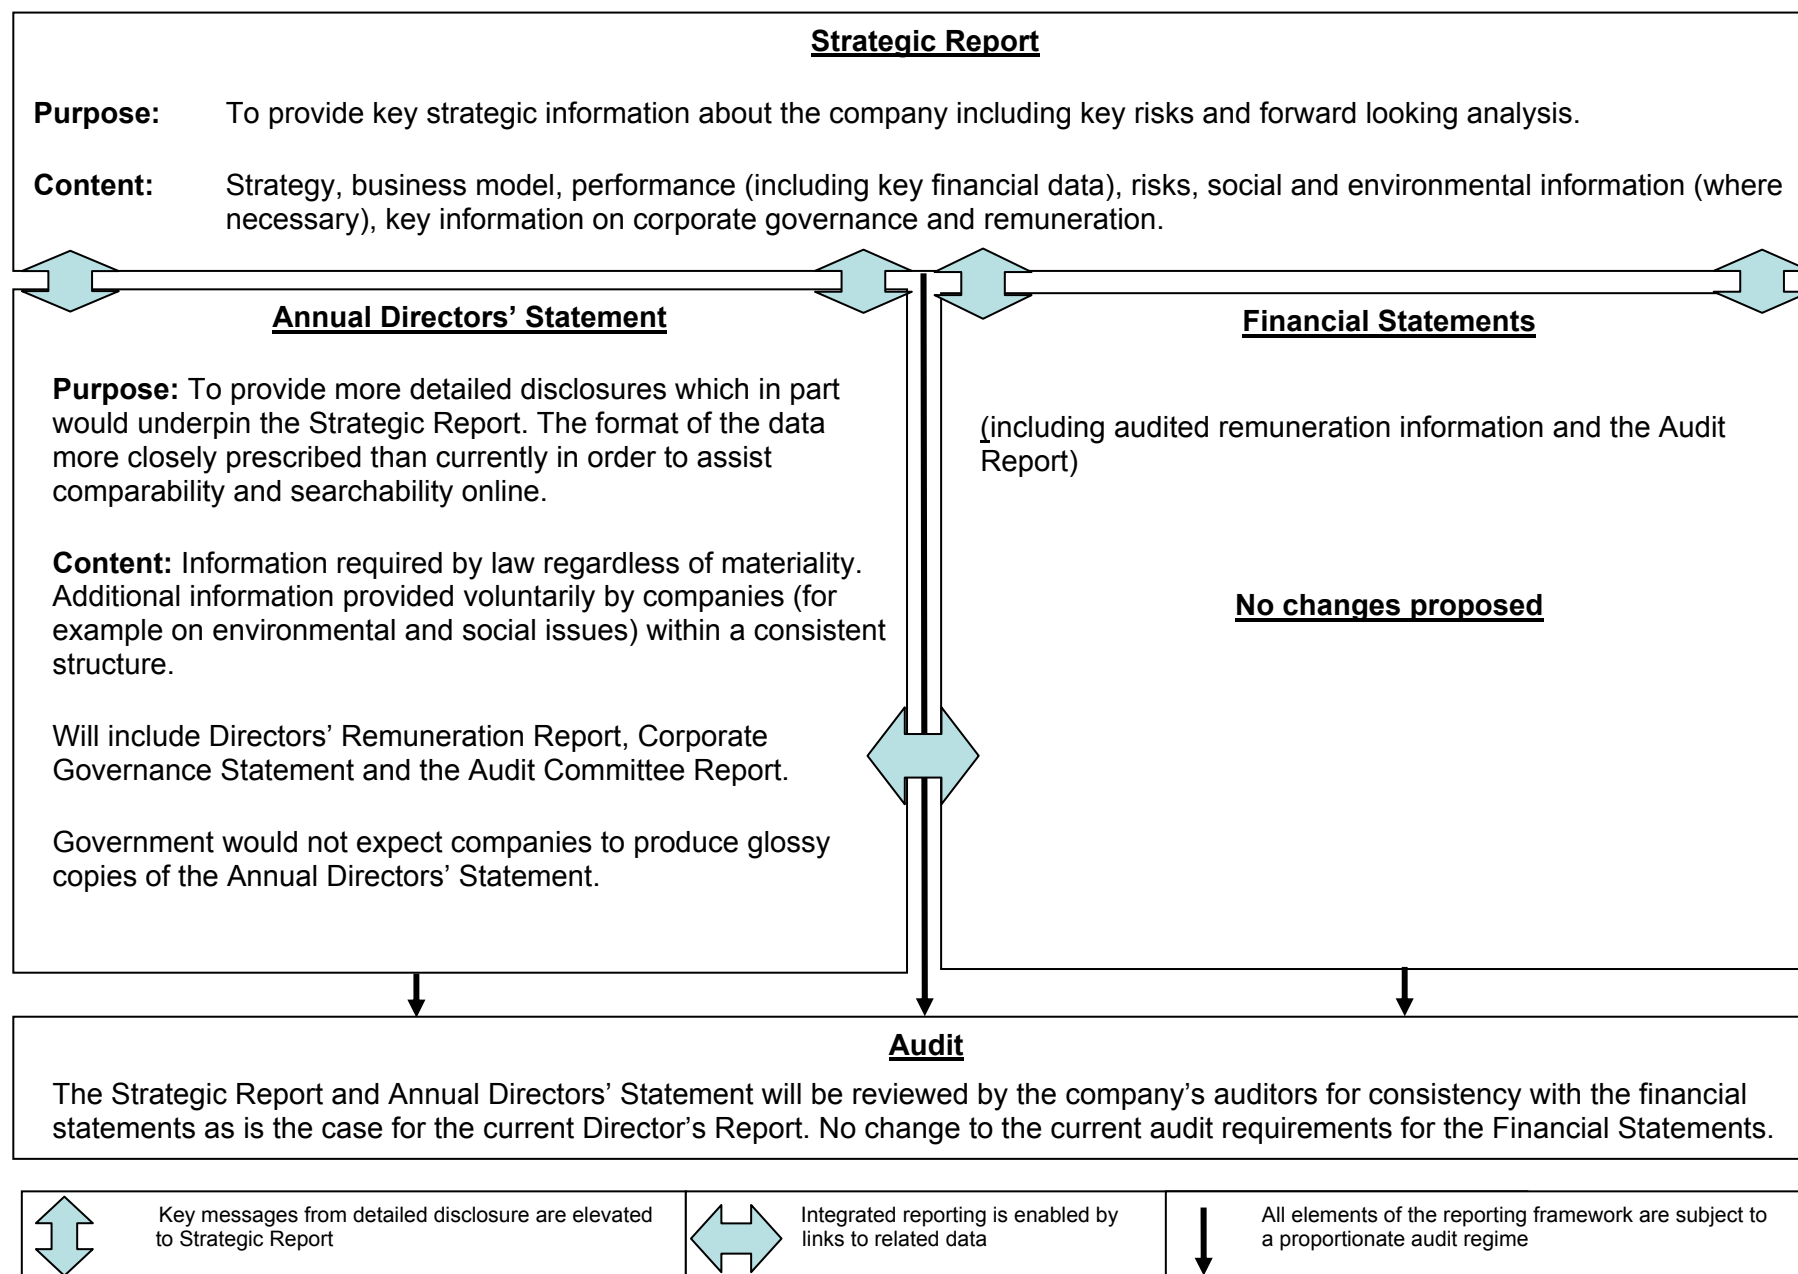 Strategic Report
Purpose: To provide key strategic information about the company including key risks and forward looking analysis.
Content: Strategy, business model, performance (including key financial data), risks, social and environmental information (where
necessary), key information on corporate governance and remuneration.
Annual Directors’ Statement
Purpose: To provide more detailed disclosures which in part
would underpin the Strategic Report. The format of the data
more closely prescribed than currently in order to assist
comparability and searchability online.
Content: Information required by law regardless of materiality.
Additional information provided voluntarily by companies (for
example on environmental and social issues) within a consistent
structure.
Will include Directors’ Remuneration Report, Corporate
Governance Statement and the Audit Committee Report.
Government would not expect companies to produce glossy
copies of the Annual Directors’ Statement.
Financial Statements
(including audited remuneration information and the Audit
Report)
No changes proposed
Audit
The Strategic Report and Annual Directors’ Statement will be reviewed by the company’s auditors for consistency with the financial
statements as is the case for the current Director’s Report. No change to the current audit requirements for the Financial Statements.
Key messages from detailed disclosure are elevated
to Strategic Report
Integrated reporting is enabled by
links to related data
All elements of the reporting framework are subject to
a proportionate audit regime